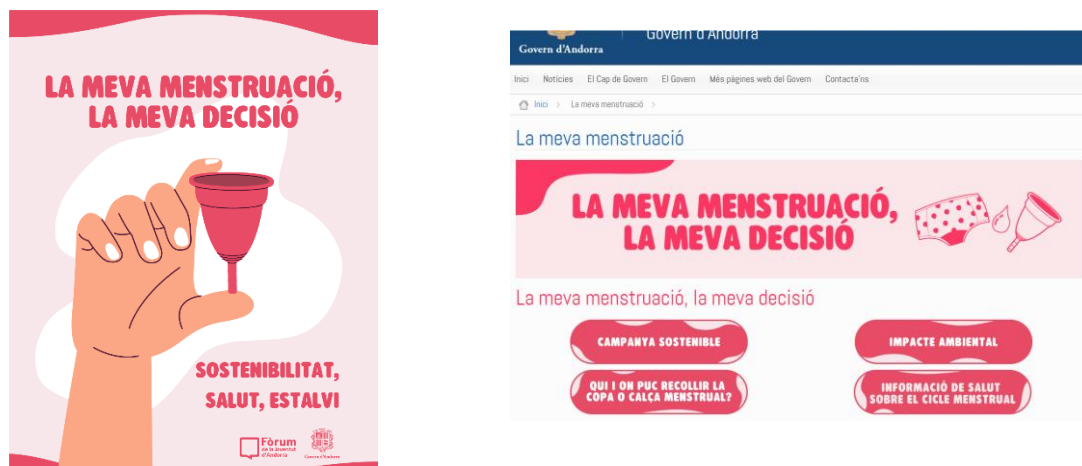 LA MEVA MENSTRUACIÓ,
LA MEVA DECISIÓ
SOSTENIBILITAT,
SALUT, ESTALVI
Fòrum
de la Joventut
d'Andorra
Govern d'Andorra
Govern d'Andorra
Govern d'Andorra
Inici Notícies El Cap de Govern El Govern Més pàgines web del Govern Contacta'ns
Inici > La meva menstruació >
La meva menstruació
LA MEVA MENSTRUACIÓ,
LA MEVA DECISIÓ
La meva menstruació, la meva decisió
CAMPANYA SOSTENIBLE
IMPACTE AMBIENTAL
QUI I ON PUC RECOLLIR LA
COPA O CALÇA MENSTRUAL?
INFORMACIÓ DE SALUT
SOBRE EL CICLE MENSTRUAL